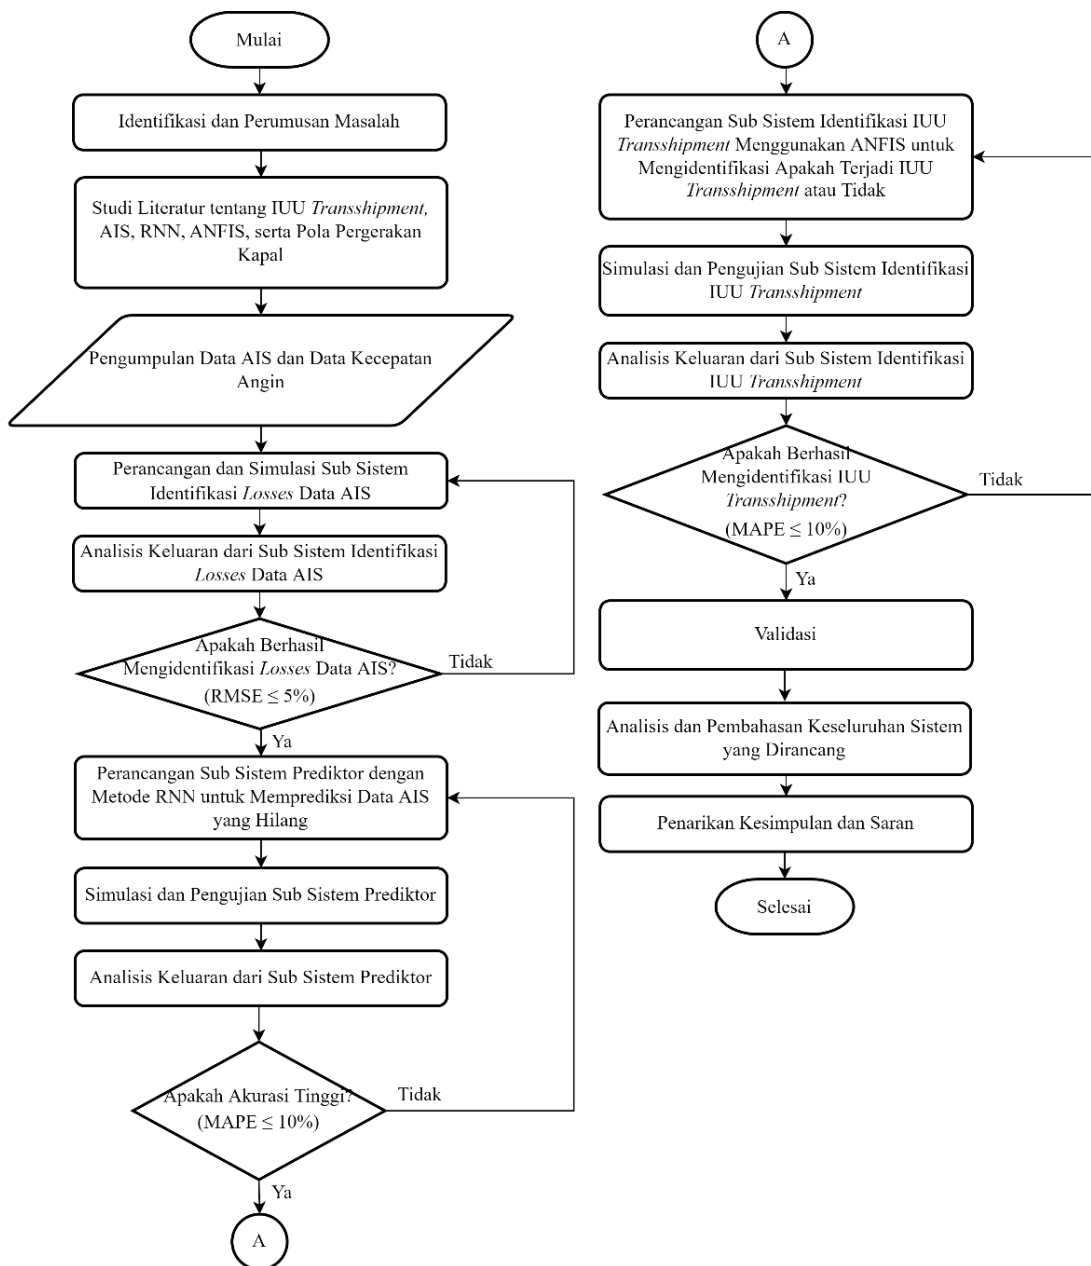 Mulai
Identifikasi dan Perumusan Masalah
Studi Literatur tentang IUU Transshipment,
AIS, RNN, ANFIS, serta Pola Pergerakan
Kapal
Pengumpulan Data AIS dan Data Kecepatan
Angin
Perancangan dan Simulasi Sub Sistem
Identifikasi Losses Data AIS
Analisis Keluaran dari Sub Sistem Identifikasi
Losses Data AIS
Apakah Berhasil
Mengidentifikasi Losses Data AIS?
(RMSE ≤ 5%)
Tidak
Ya
Perancangan Sub Sistem Prediktor dengan
Metode RNN untuk Memprediksi Data AIS
yang Hilang
Simulasi dan Pengujian Sub Sistem Prediktor
Analisis Keluaran dari Sub Sistem Prediktor
Apakah Akurasi Tinggi?
(MAPE ≤ 10%)
Tidak
Ya
A
A
Perancangan Sub Sistem Identifikasi IUU
Transshipment Menggunakan ANFIS untuk
Mengidentifikasi Apakah Terjadi IUU
Transshipment atau Tidak
Simulasi dan Pengujian Sub Sistem Identifikasi
IUU Transshipment
Analisis Keluaran dari Sub Sistem Identifikasi
IUU Transshipment
Apakah Berhasil
Mengidentifikasi IUU
Transshipment?
(MAPE ≤ 10%)
Tidak
Ya
Validasi
Analisis dan Pembahasan Keseluruhan Sistem
yang Dirancang
Penarikan Kesimpulan dan Saran
Selesai